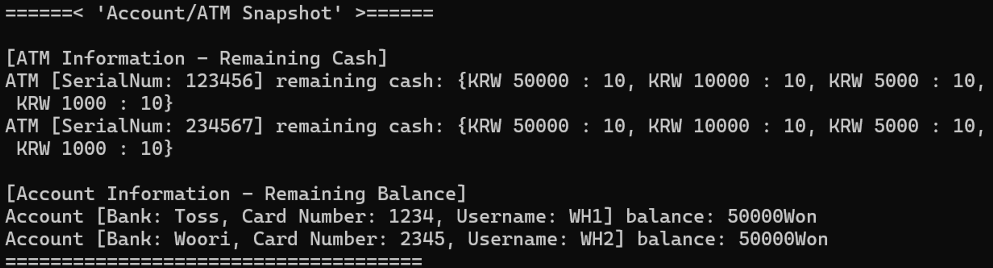 ======< 'Account/ATM Snapshot' >======
[ATM Information - Remaining Cash]
ATM [SerialNum: 123456] remaining cash: {KRW 50000 : 10, KRW 10000 : 10, KRW 5000 : 10,
 KRW 1000 : 10}
ATM [SerialNum: 234567] remaining cash: {KRW 50000 : 10, KRW 10000 : 10, KRW 5000 : 10,
 KRW 1000 : 10}
[Account Information - Remaining Balance]
Account [Bank: Toss, Card Number: 1234, Username: WH1] balance: 50000Won
Account [Bank: Woori, Card Number: 2345, Username: WH2] balance: 50000Won
=====================================